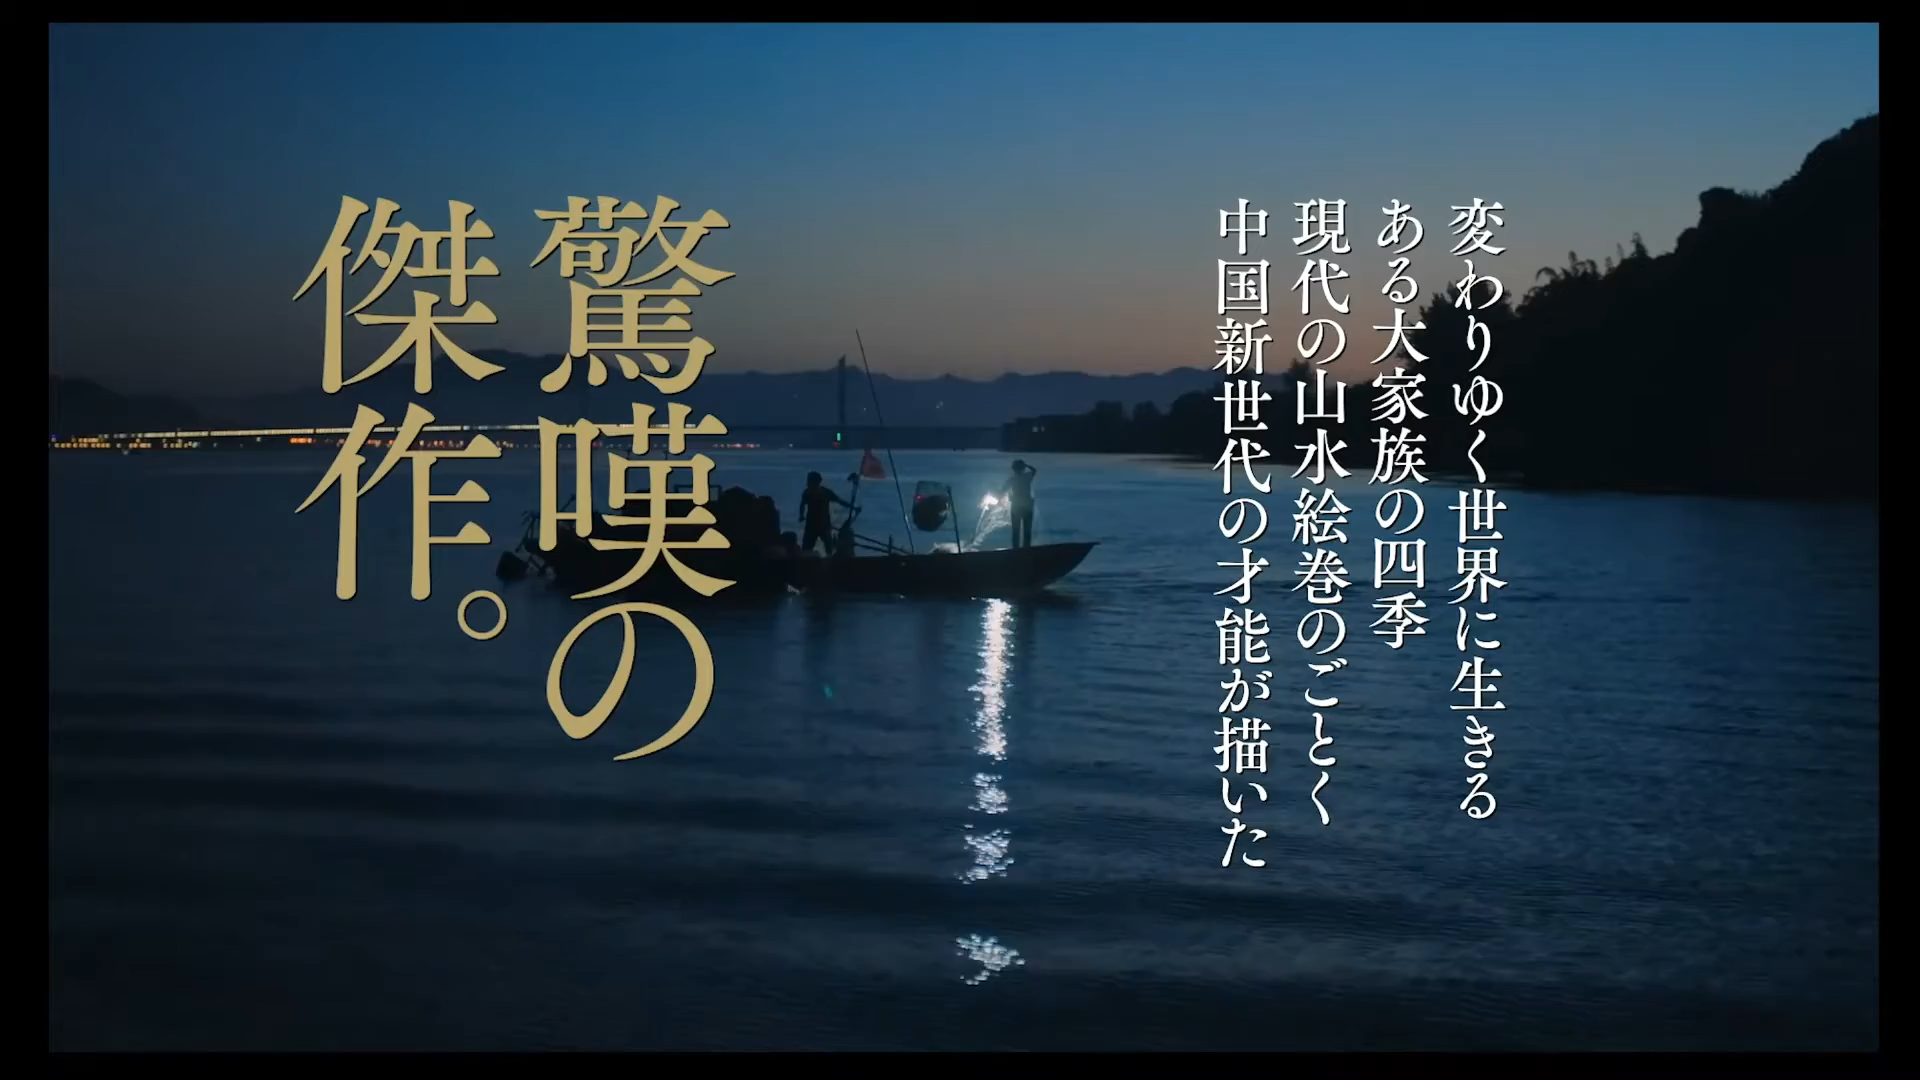 変わりゆく世界に生きる
ある大家族の四季
現代の山水絵巻のごとく
中国新世代の才能が描いた
驚嘆の
傑作。